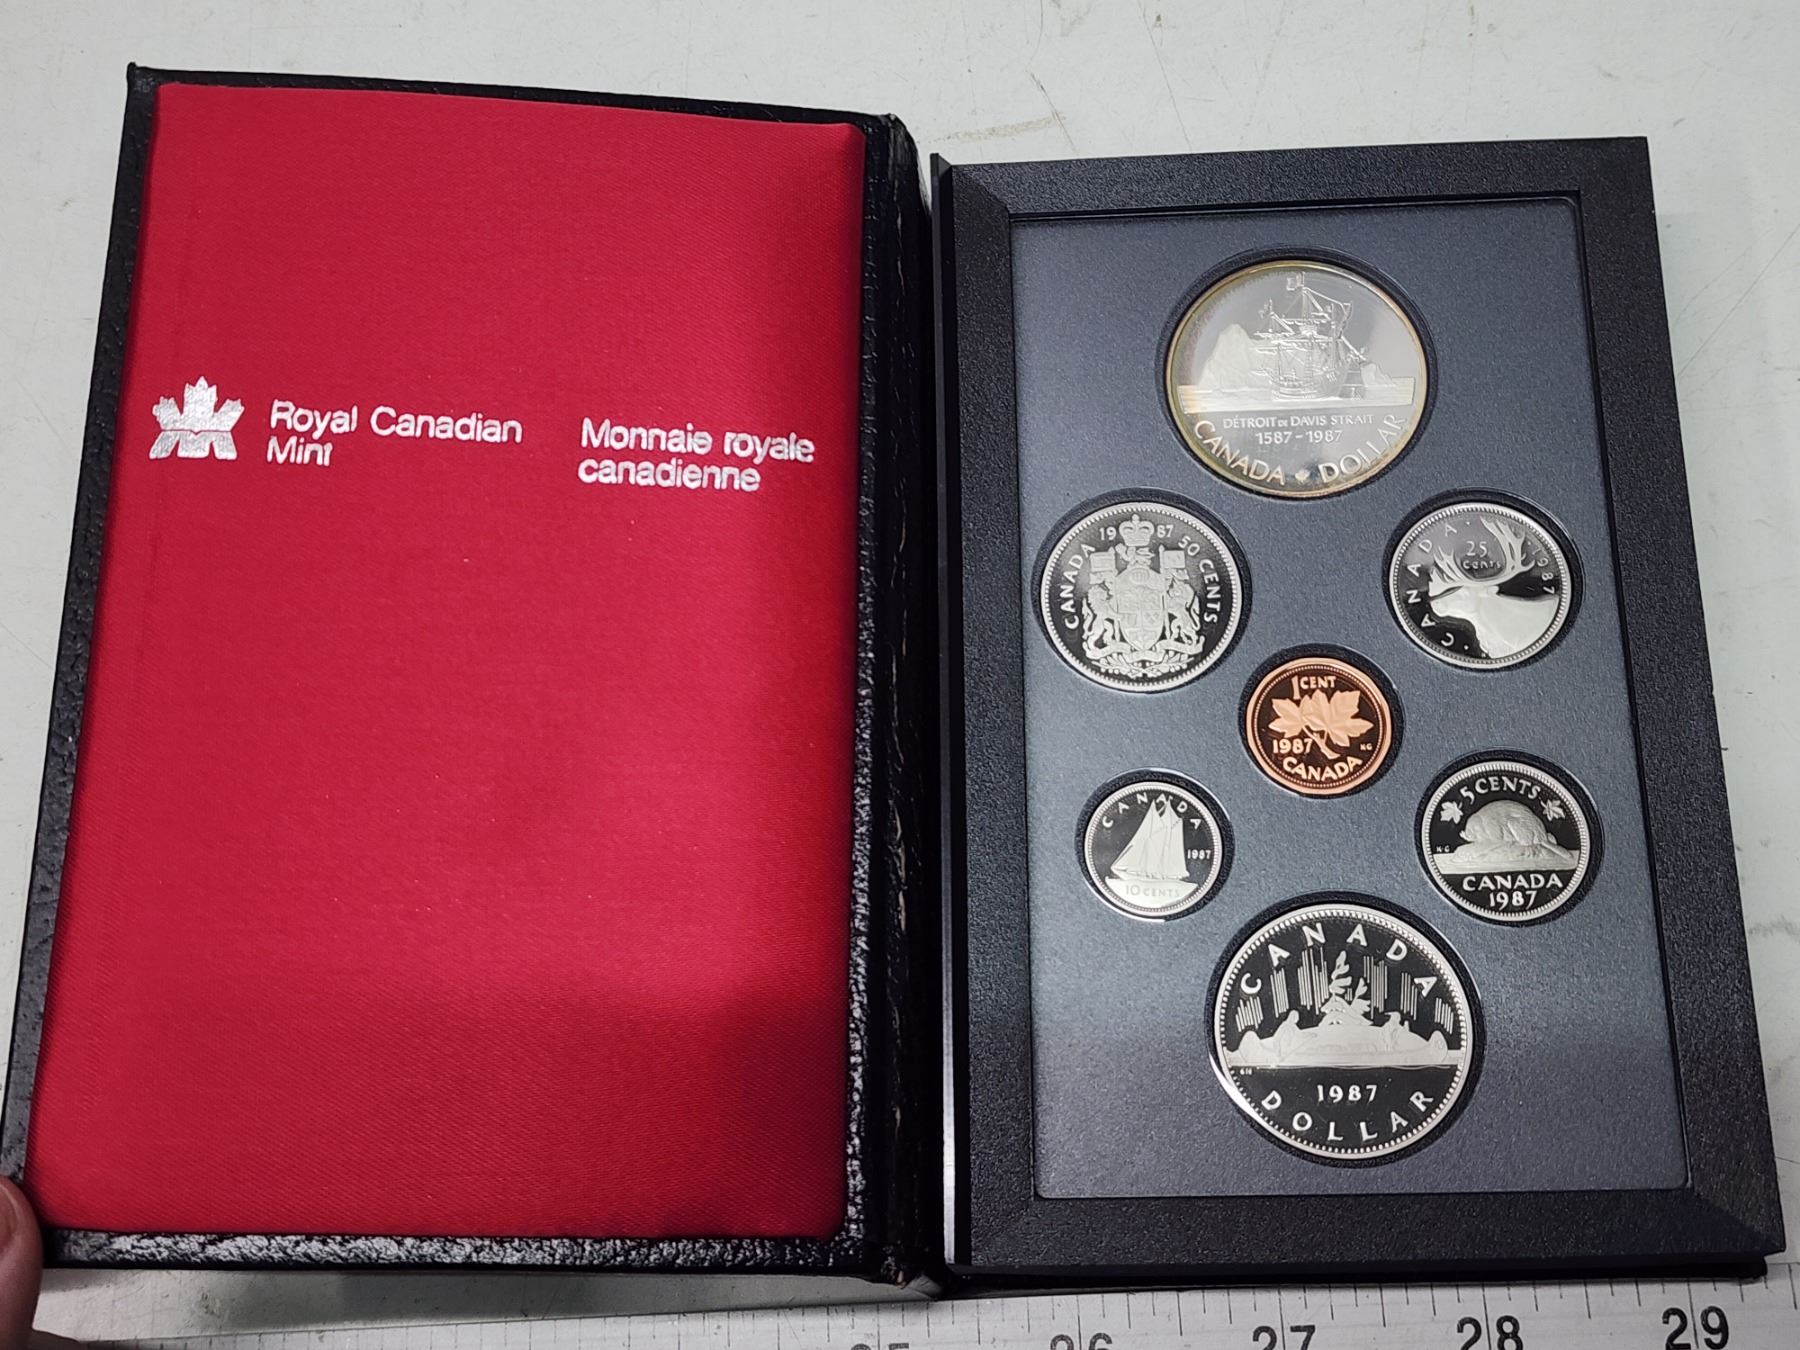 Royal Canadian
Mint
Monnaie royale
canadienne
DÉTROIT DE DAVIS STRAIT
1587-1987
CANADA DOLLAR
CANADA 1987 50 CENTS
CANADA 25 cents 1987
1 CENT
1987 KG
CANADA
CANADA
1987
10 CENTS
5 CENTS
K·G
CANADA
1987
CANADA
1987
DOLLAR
26 27 28 29